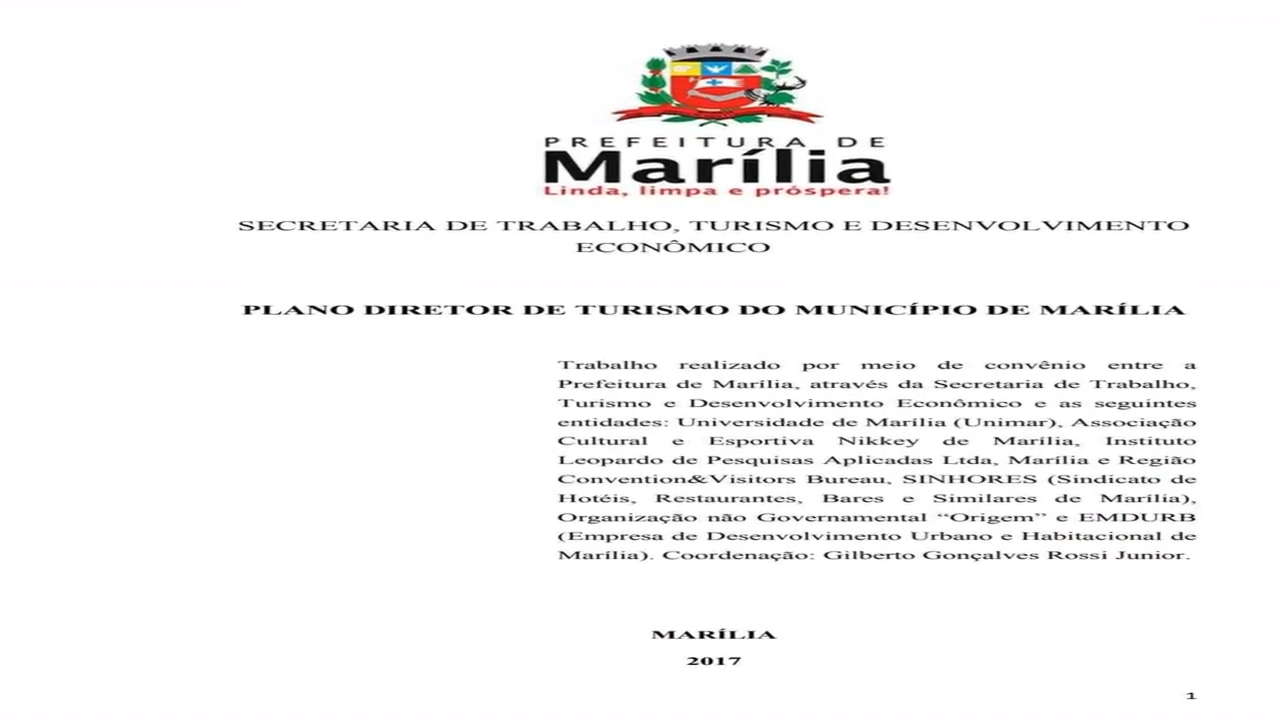 PREFEITURA DE
Marília
Linda, limpa e próspera!
SECRETARIA DE TRABALHO, TURISMO E DESENVOLVIMENTO
ECONÔMICO
PLANO DIRETOR DE TURISMO DO MUNICÍPIO DE MARÍLIA
Trabalho realizado por meio de convênio entre a
Prefeitura de Marília, através da Secretaria de Trabalho,
Turismo e Desenvolvimento Econômico e as seguintes
entidades: Universidade de Marília (Unimar), Associação
Cultural e Esportiva Nikkey de Marília, Instituto
Leopardo de Pesquisas Aplicadas Ltda, Marília e Região
Convention&Visitors Bureau, SINHORES (Sindicato de
Hotéis, Restaurantes, Bares e Similares de Marília),
Organização não Governamental “Origem” e EMDURB
(Empresa de Desenvolvimento Urbano e Habitacional de
Marília). Coordenação: Gilberto Gonçalves Rossi Junior.
MARÍLIA
2017
1